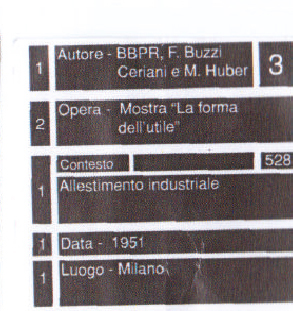 1 Autore - BBPR, F. Buzzi 3
Ceriani e M. Huber
2 Opera - Mostra "La forma
dell'utile"
Contesto 528
1 Allestimento industriale
1 Data - 1951
1 Luogo - Milano